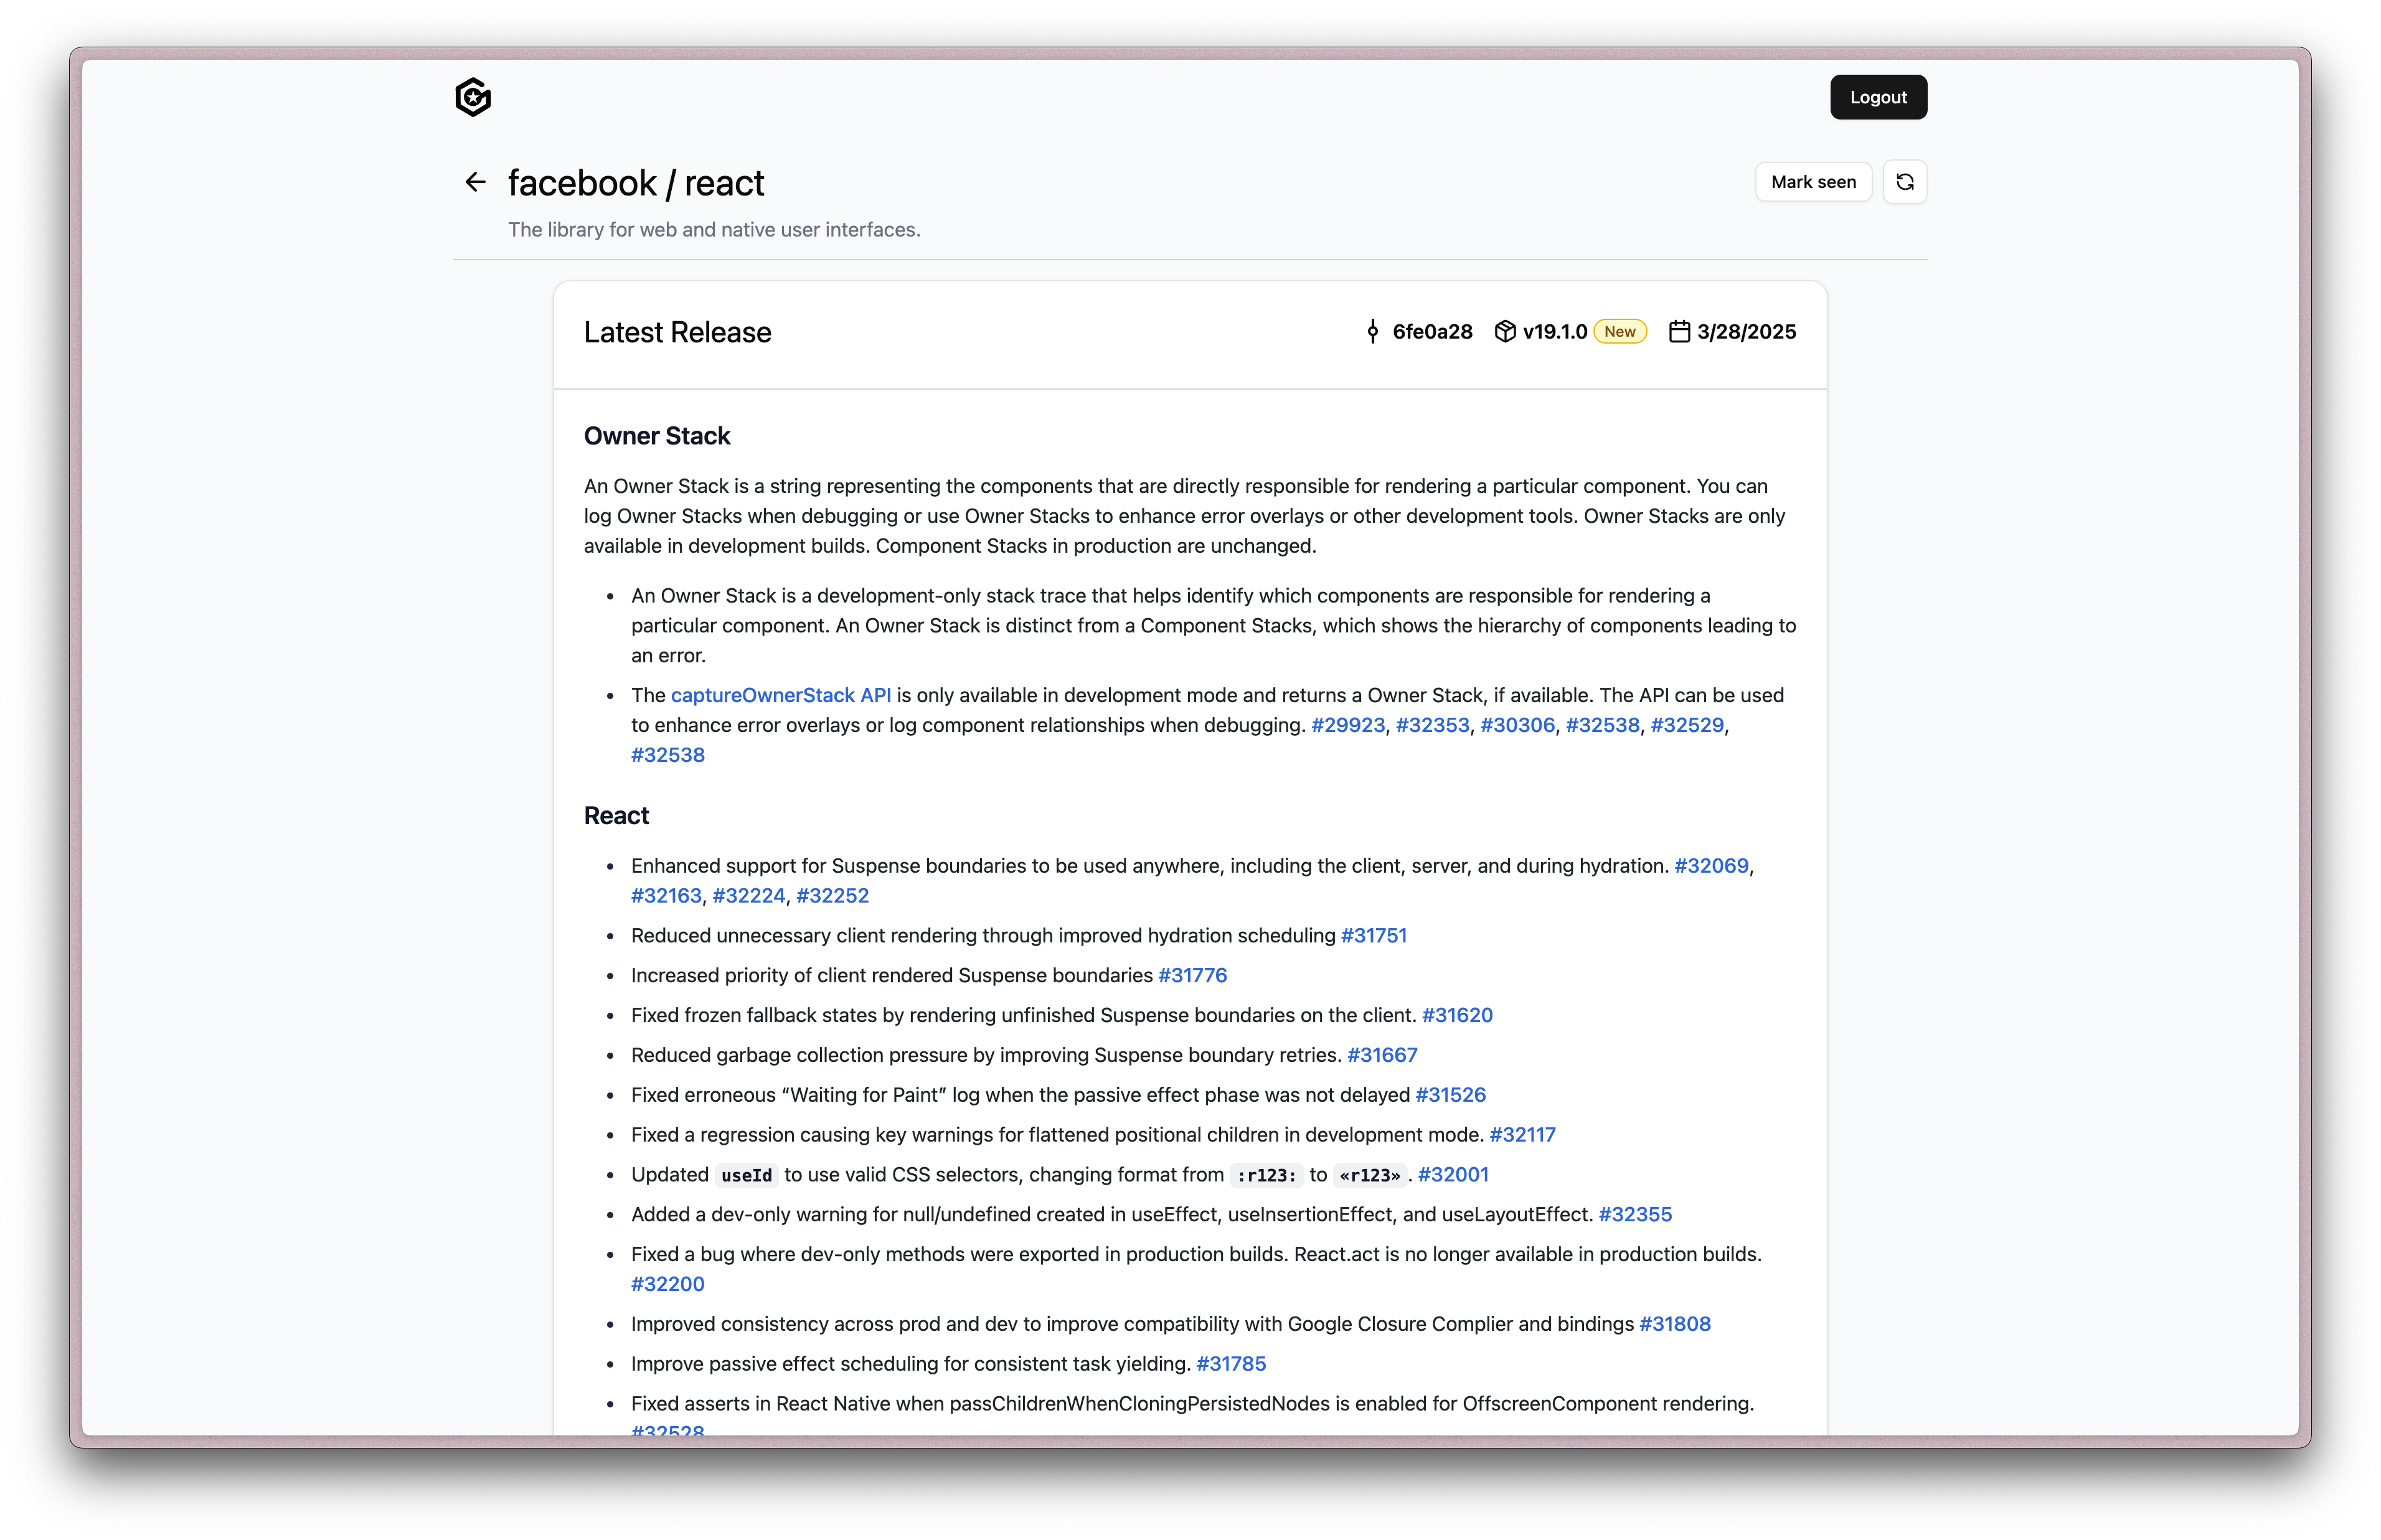 Logout
facebook / react
Mark seen
The library for web and native user interfaces.
Latest Release
6fe0a28
v19.1.0
New
3/28/2025
Owner Stack
An Owner Stack is a string representing the components that are directly responsible for rendering a particular component. You can
log Owner Stacks when debugging or use Owner Stacks to enhance error overlays or other development tools. Owner Stacks are only
available in development builds. Component Stacks in production are unchanged.
• An Owner Stack is a development-only stack trace that helps identify which components are responsible for rendering a
particular component. An Owner Stack is distinct from a Component Stacks, which shows the hierarchy of components leading to
an error.
• The captureOwnerStack API is only available in development mode and returns a Owner Stack, if available. The API can be used
to enhance error overlays or log component relationships when debugging. #29923, #32353, #30306, #32538, #32529,
#32538
React
• Enhanced support for Suspense boundaries to be used anywhere, including the client, server, and during hydration. #32069,
#32163, #32224, #32252
• Reduced unnecessary client rendering through improved hydration scheduling #31751
• Increased priority of client rendered Suspense boundaries #31776
• Fixed frozen fallback states by rendering unfinished Suspense boundaries on the client. #31620
• Reduced garbage collection pressure by improving Suspense boundary retries. #31667
• Fixed erroneous “Waiting for Paint” log when the passive effect phase was not delayed #31526
• Fixed a regression causing key warnings for flattened positional children in development mode. #32117
• Updated useId to use valid CSS selectors, changing format from :r123: to «r123». #32001
• Added a dev-only warning for null/undefined created in useEffect, useInsertionEffect, and useLayoutEffect. #32355
• Fixed a bug where dev-only methods were exported in production builds. React.act is no longer available in production builds.
#32200
• Improved consistency across prod and dev to improve compatibility with Google Closure Complier and bindings #31808
• Improve passive effect scheduling for consistent task yielding. #31785
• Fixed asserts in React Native when passChildrenWhenCloningPersistedNodes is enabled for OffscreenComponent rendering.
#32528